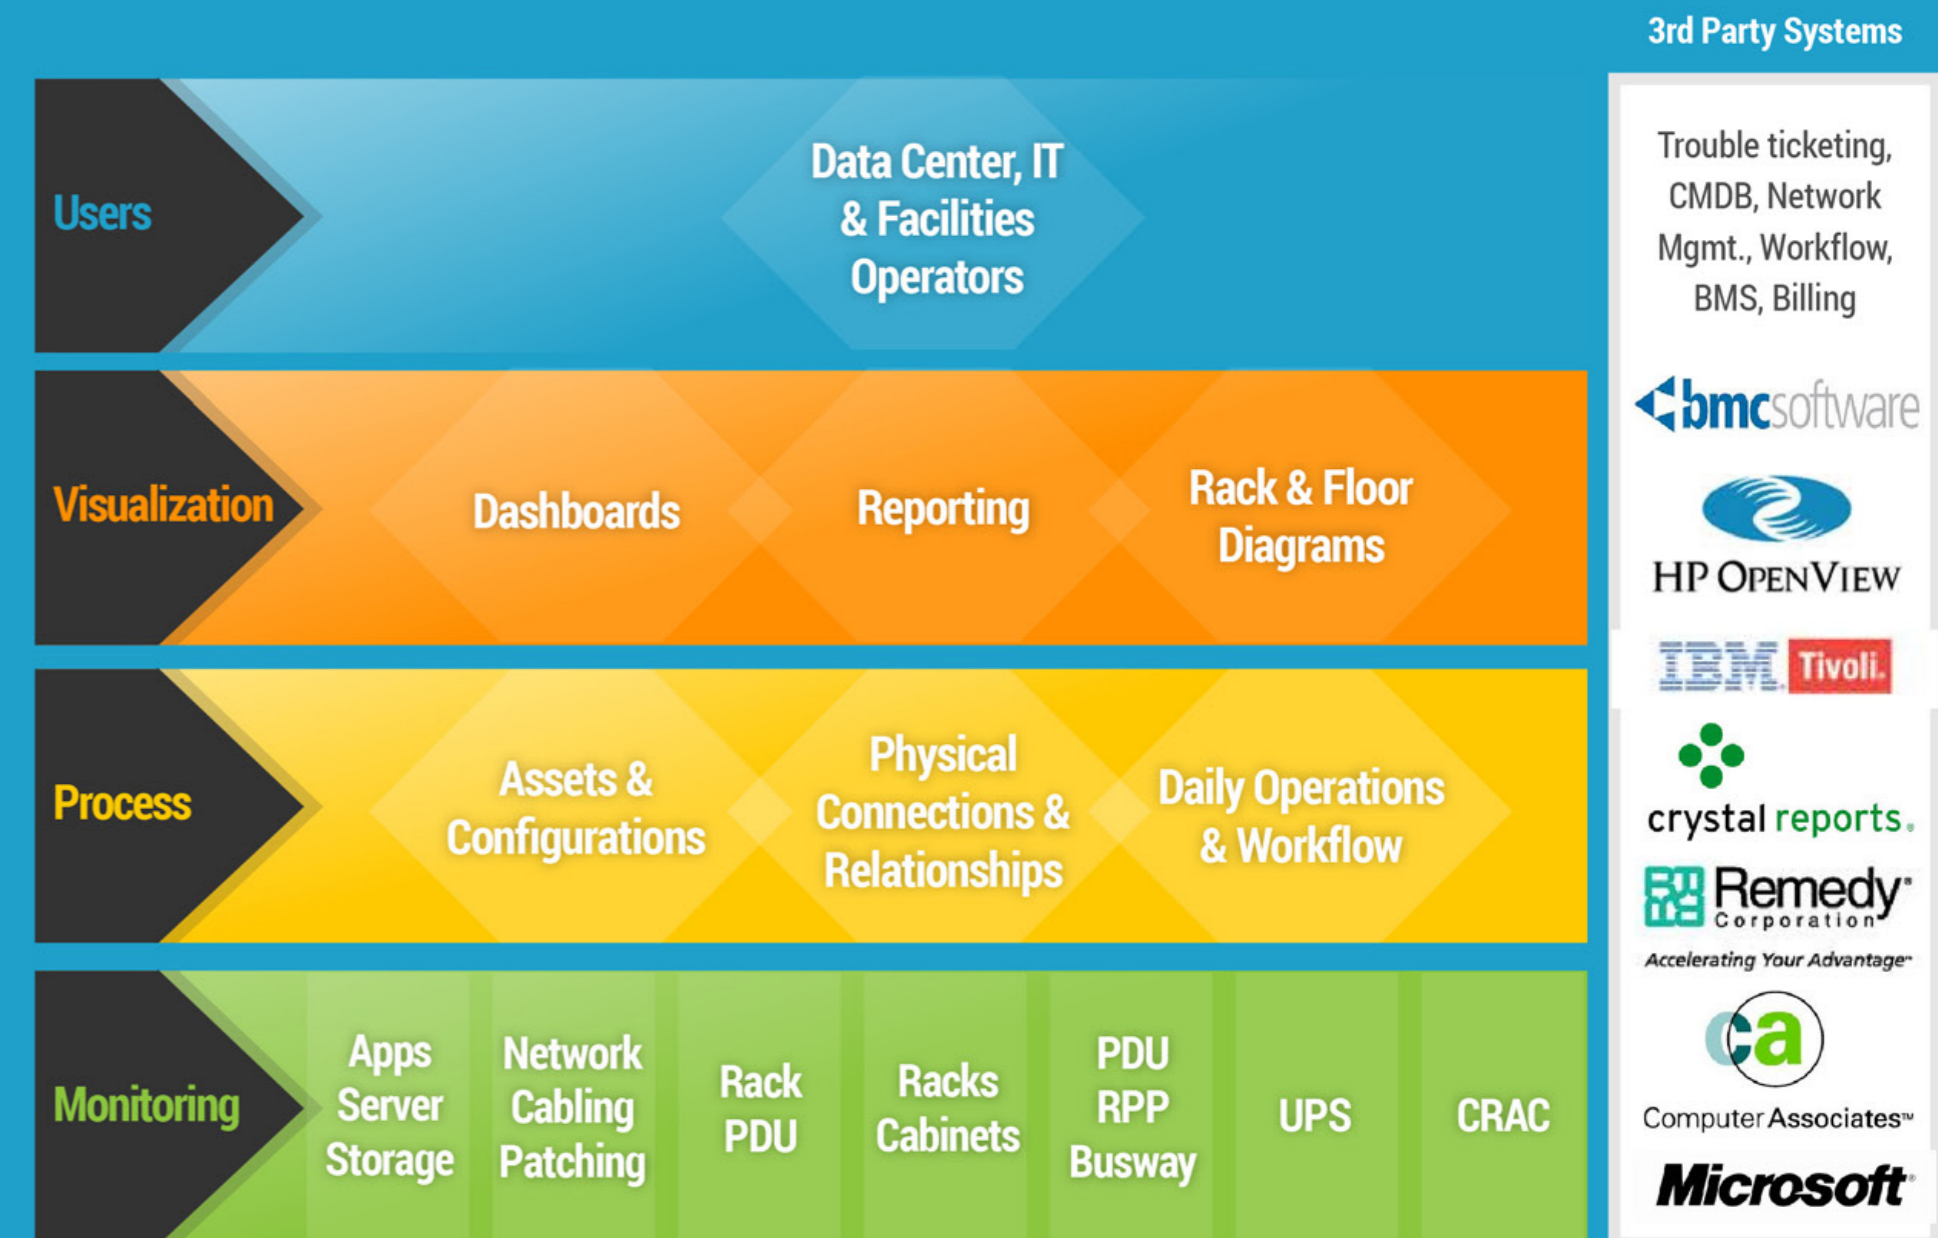 3rd Party Systems
Users
Data Center, IT
& Facilities
Operators
Visualization
Dashboards
Reporting
Rack & Floor
Diagrams
Process
Assets &
Configurations
Physical
Connections &
Relationships
Daily Operations
& Workflow
Monitoring
Apps
Server
Storage
Network
Cabling
Patching
Rack
PDU
Racks
Cabinets
PDU
RPP
Busway
UPS
CRAC
Trouble ticketing,
CMDB, Network
Mgmt., Workflow,
BMS, Billing
bmcsoftware
HP OPENVIEW
IBM. Tivoli.
crystal reports.
Remedy®
Corporation
Accelerating Your Advantage℠
ca
Computer Associates™
Microsoft®